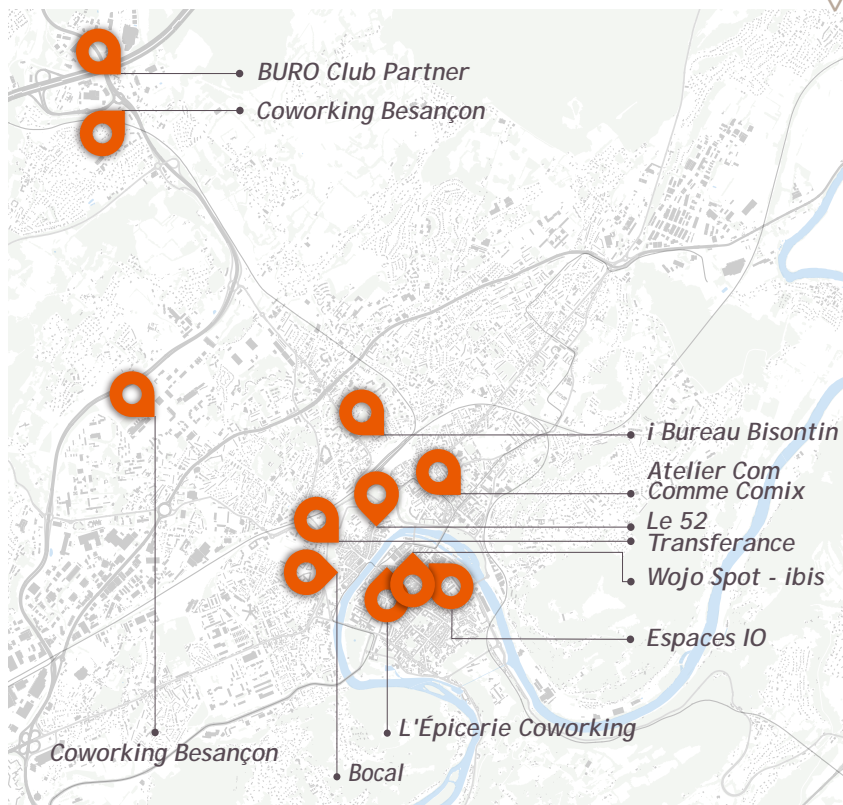 BURO Club Partner
Coworking Besançon
i Bureau Bisontin
Atelier Com
Comme Comix
Le 52
Transferance
Wojo Spot - ibis
Espaces IO
L'Épicerie Coworking
Coworking Besançon
Bocal